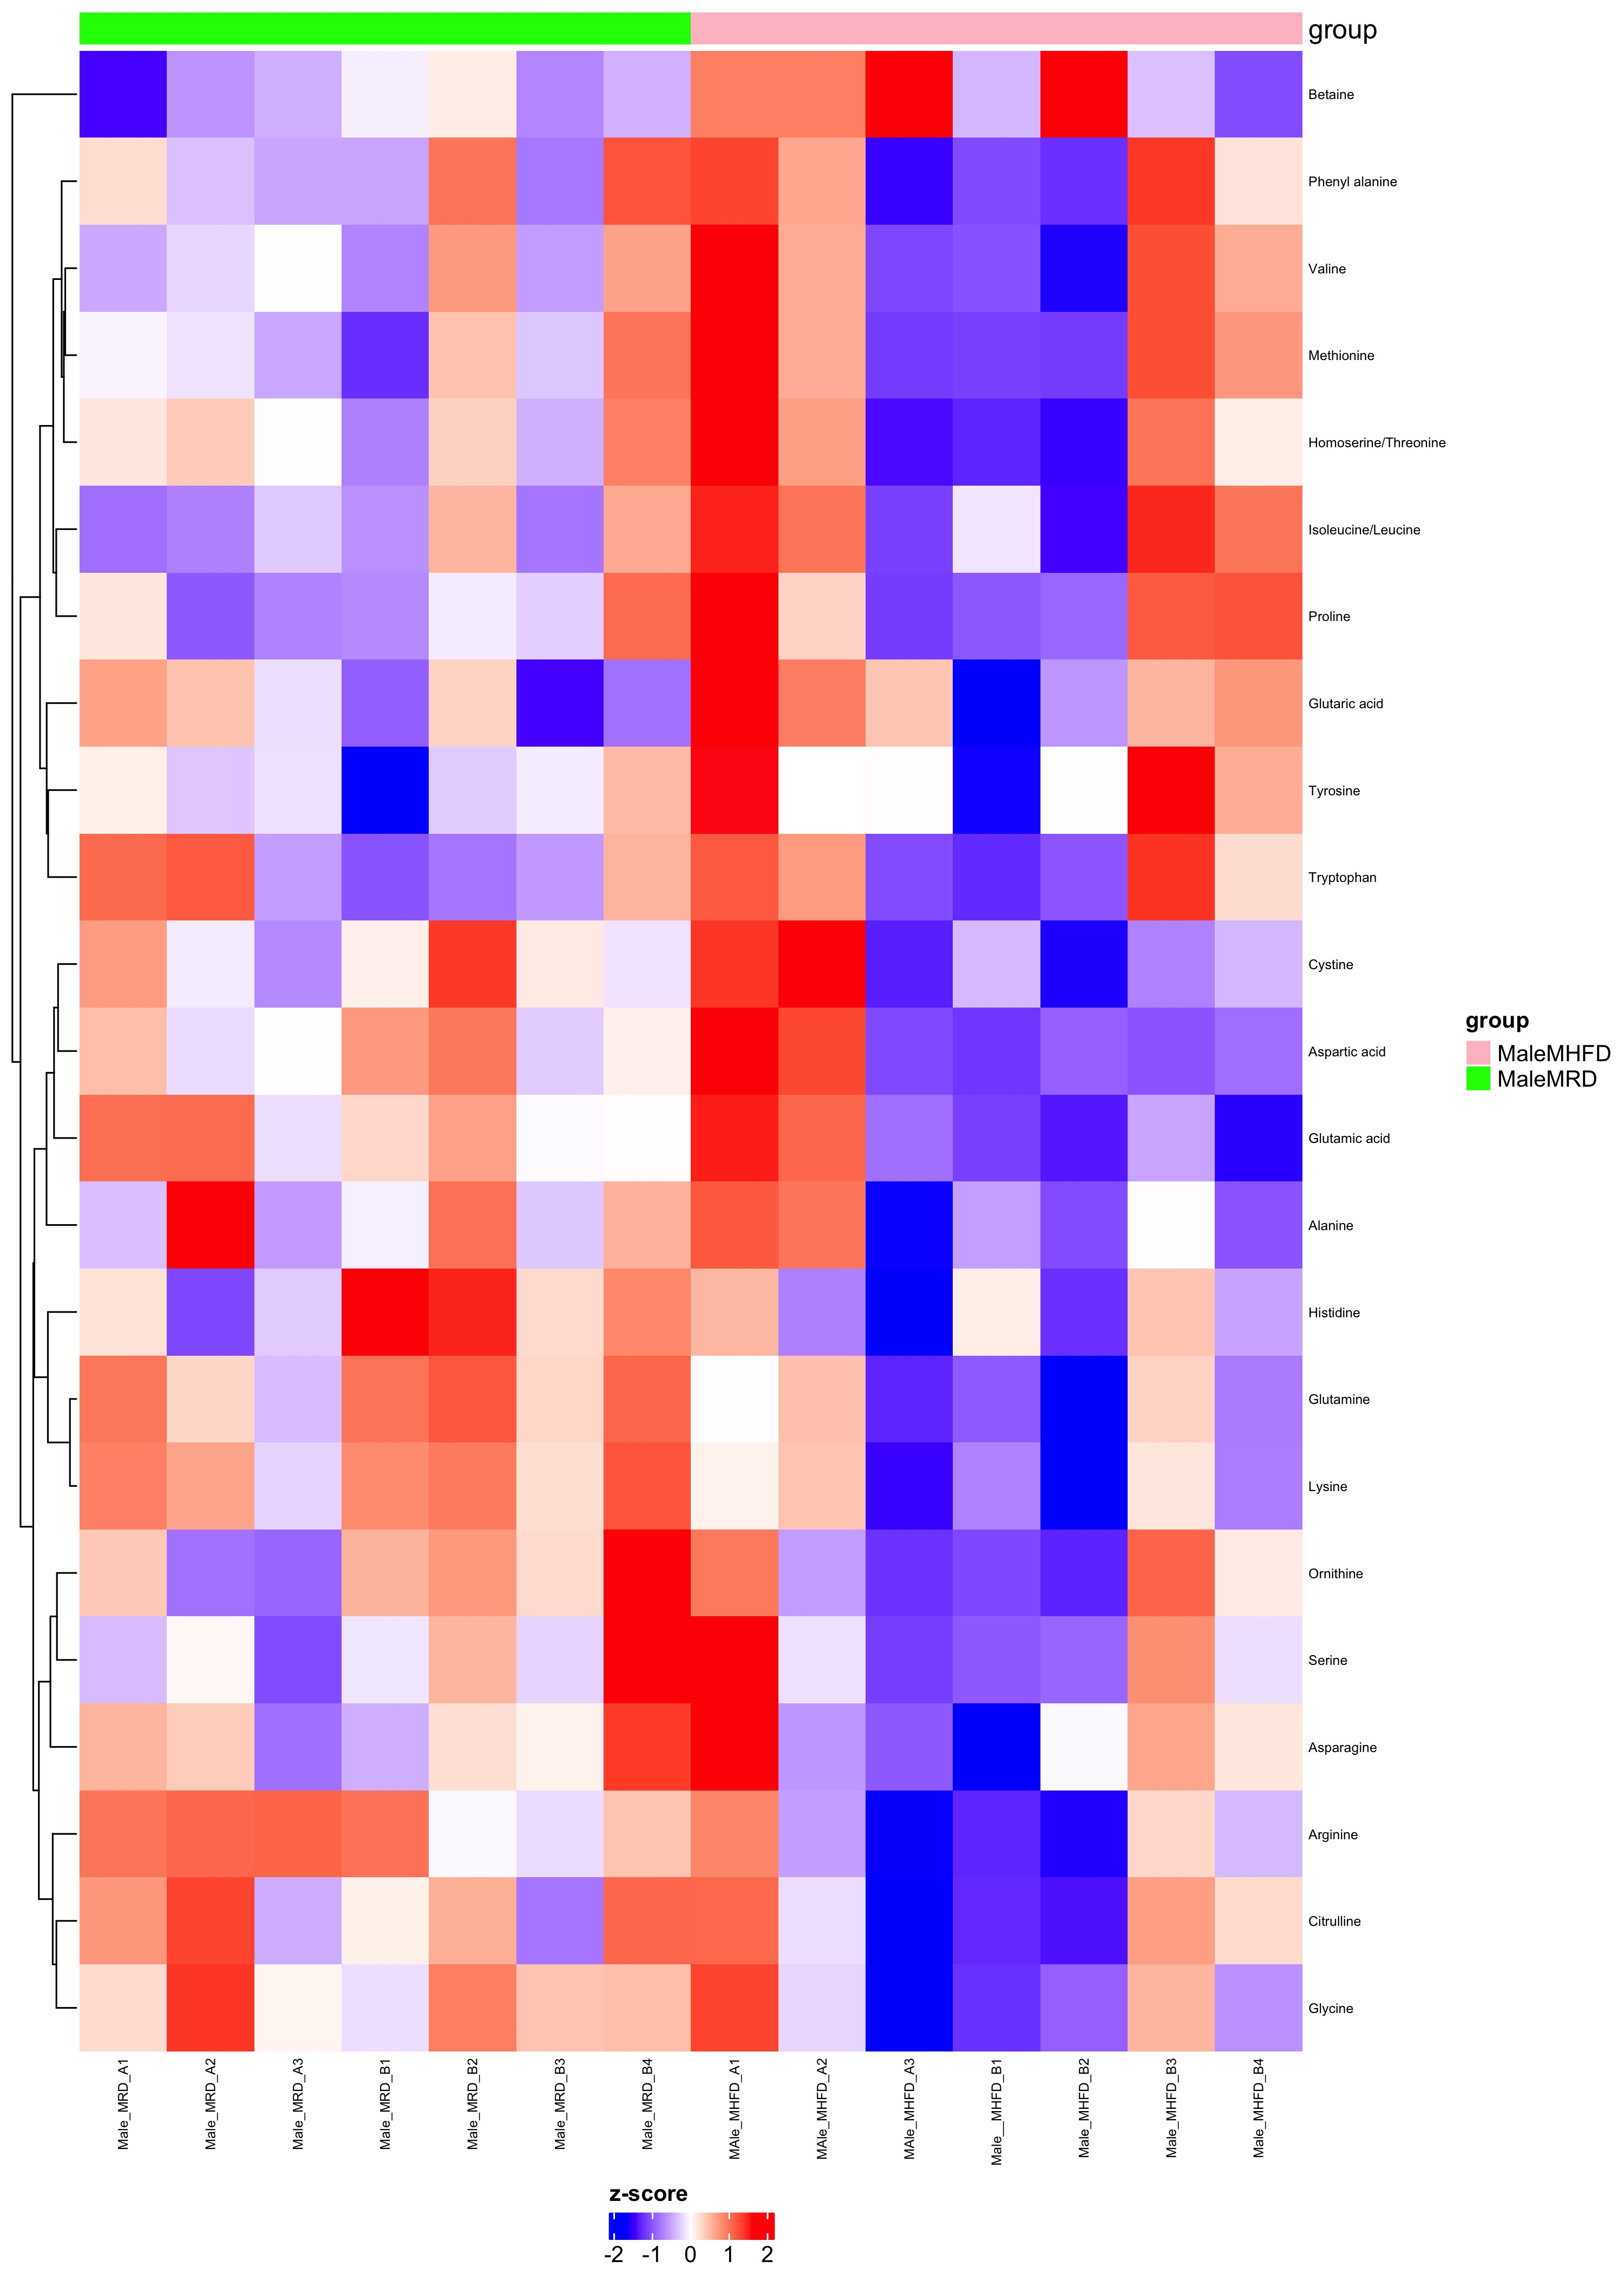 group
Betaine
Phenyl alanine
Valine
Methionine
Homoserine/Threonine
Isoleucine/Leucine
Proline
Glutaric acid
Tyrosine
Tryptophan
Cystine
Aspartic acid
Glutamic acid
Alanine
Histidine
Glutamine
Lysine
Ornithine
Serine
Asparagine
Arginine
Citrulline
Glycine
group
MaleMHFD
MaleMRD
Male_MRD_A1
Male_MRD_A2
Male_MRD_A3
Male_MRD_B1
Male_MRD_B2
Male_MRD_B3
Male_MRD_B4
MAle_MHFD_A1
MAle_MHFD_A2
MAle_MHFD_A3
Male__MHFD_B1
Male_MHFD_B2
Male_MHFD_B3
Male_MHFD_B4
z-score
-2 -1 0 1 2